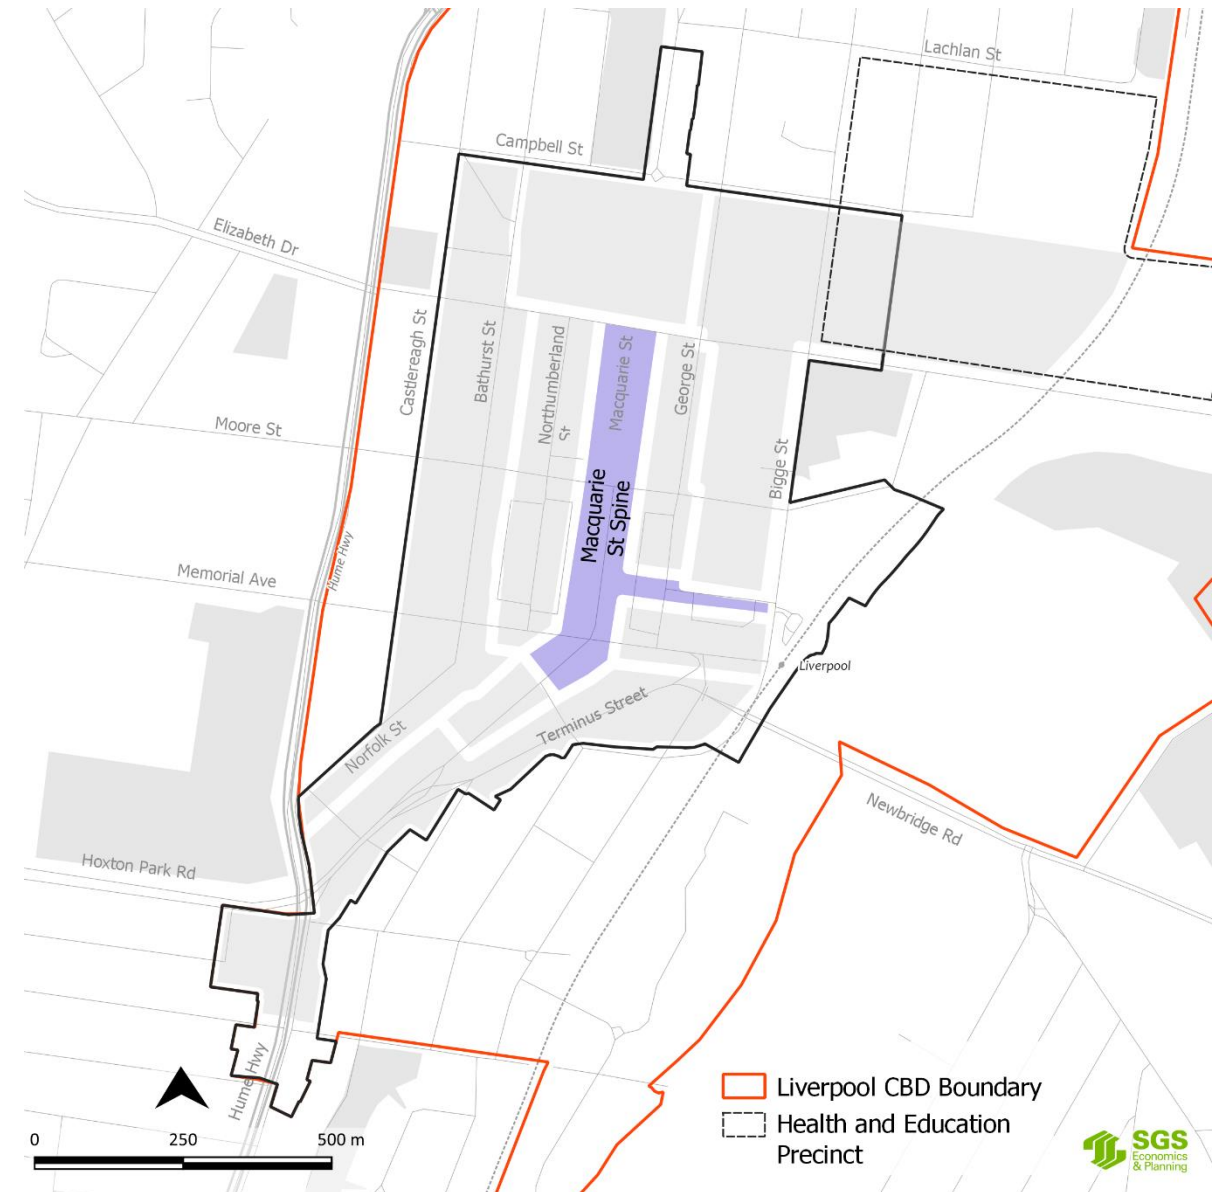 Lachlan St
Campbell St
Elizabeth Dr
Castlereagh St
Bathurst St
Northumberland
St
Macquarie St
George St
Moore St
Bigge St
Macquarie
St Spine
Hume Hwy
Memorial Ave
Liverpool
Terminus Street
Norfolk St
Newbridge Rd
Hoxton Park Rd
Hume Hwy
0 250 500 m
Liverpool CBD Boundary
Health and Education
Precinct
SGS
Economics
& Planning